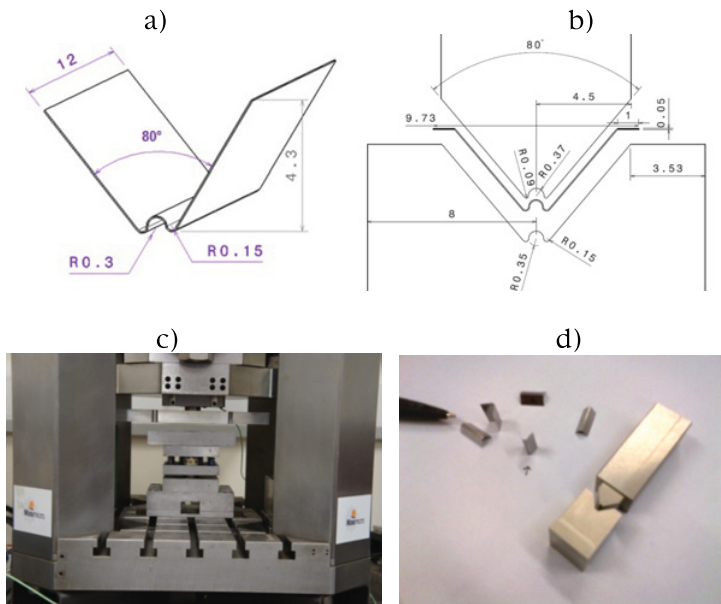 a)
12
80°
4.3
R0.3
R0.15
b)
80°
4.5
1
0.05
9.73
R0.09
R0.37
3.53
8
R0.35
R0.15
c)
d)